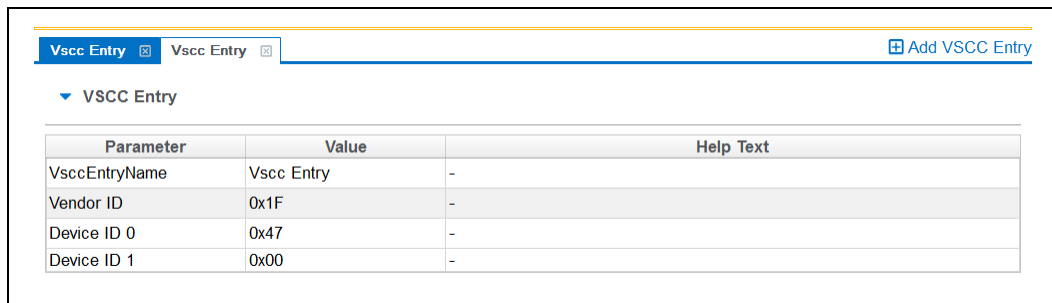 Vscc Entry Vscc Entry Add VSCC Entry
VSCC Entry
Parameter Value Help Text
VsccEntryName Vscc Entry -
Vendor ID 0x1F -
Device ID 0 0x47 -
Device ID 1 0x00 -